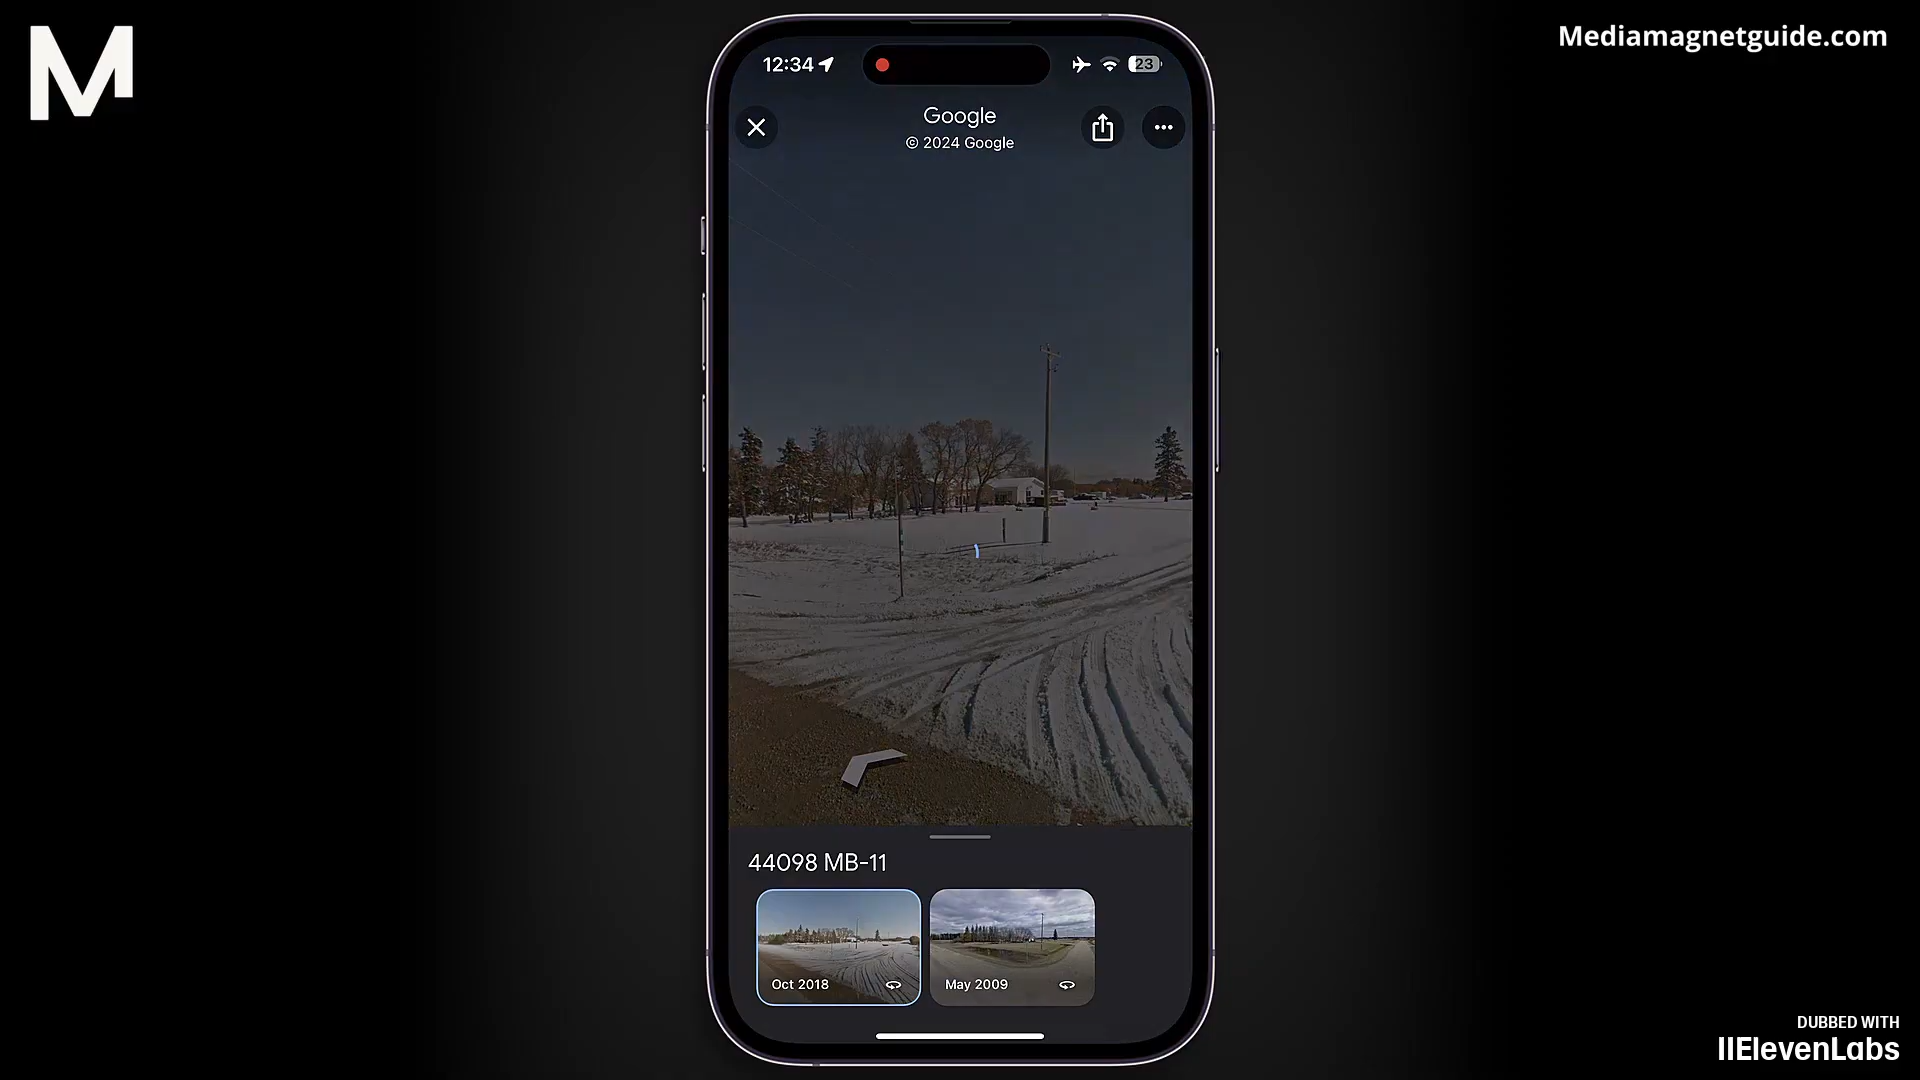 M
Mediamagnetguide.com
12:34
23
Google
© 2024 Google
44098 MB-11
Oct 2018
May 2009
DUBBED WITH
IIElevenLabs